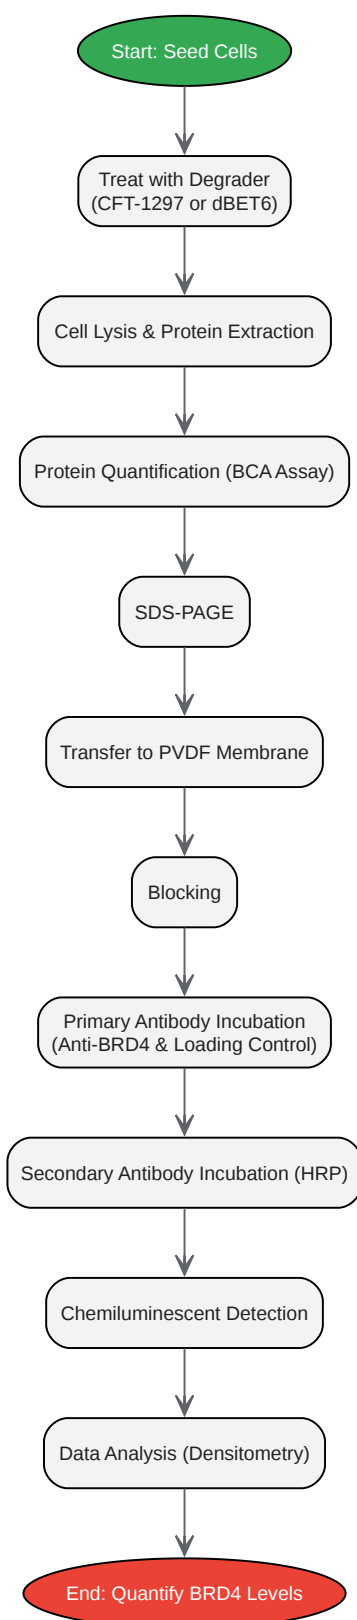 Start: Seed Cells
Treat with Degrader
(CFT-1297 or dBET6)
Cell Lysis & Protein Extraction
Protein Quantification (BCA Assay)
SDS-PAGE
Transfer to PVDF Membrane
Blocking
Primary Antibody Incubation
(Anti-BRD4 & Loading Control)
Secondary Antibody Incubation (HRP)
Chemiluminescent Detection
Data Analysis (Densitometry)
End: Quantify BRD4 Levels